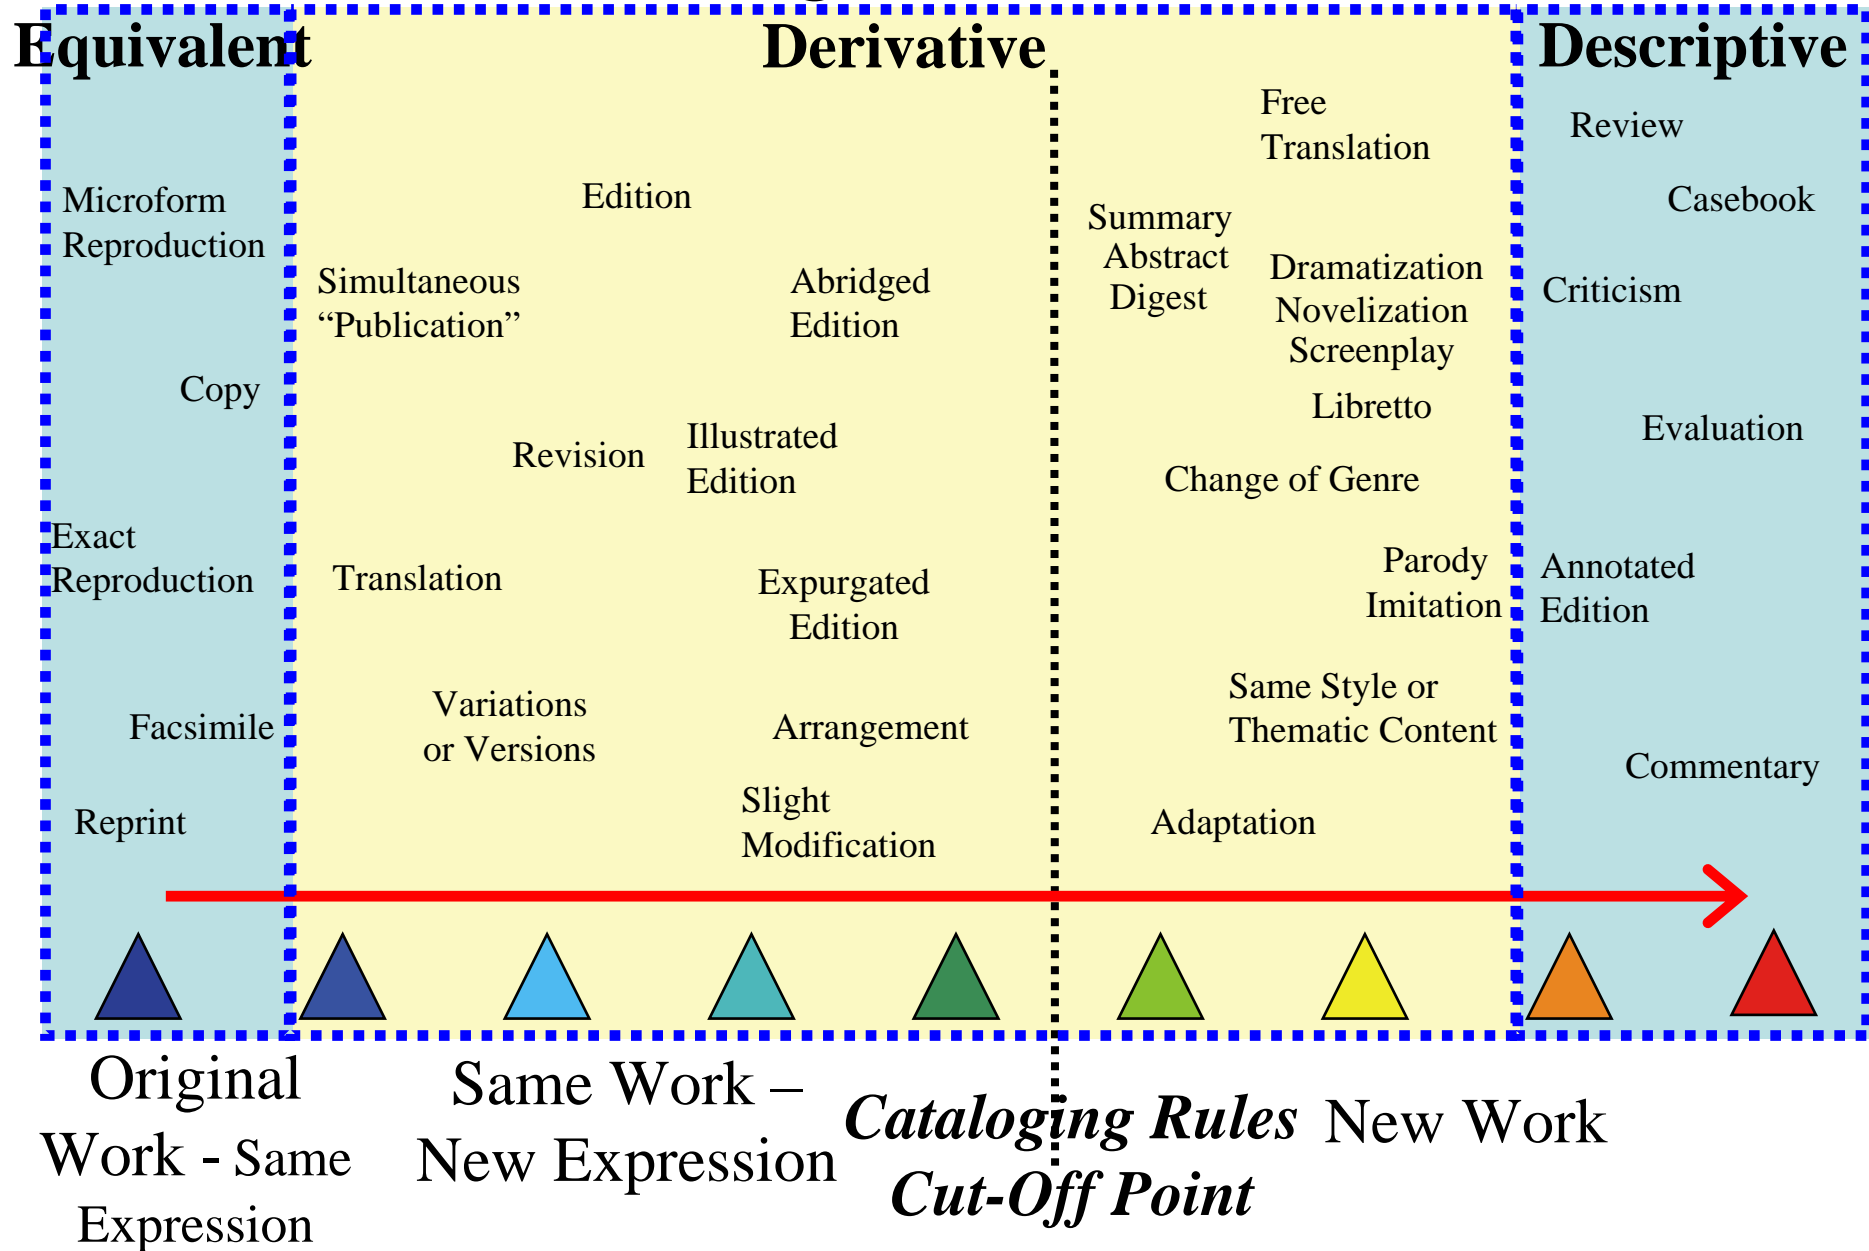 Equivalent
Derivative
Descriptive
Microform
Reproduction
Copy
Exact
Reproduction
Facsimile
Reprint
Edition
Simultaneous
“Publication”
Abridged
Edition
Revision
Illustrated
Edition
Translation
Expurgated
Edition
Variations
or Versions
Arrangement
Slight
Modification
Free
Translation
Summary
Abstract
Digest
Dramatization
Novelization
Screenplay
Libretto
Change of Genre
Parody
Imitation
Same Style or
Thematic Content
Adaptation
Review
Casebook
Criticism
Evaluation
Annotated
Edition
Commentary
Original
Work - Same
Expression
Same Work –
New Expression
Cataloging Rules
Cut-Off Point
New Work